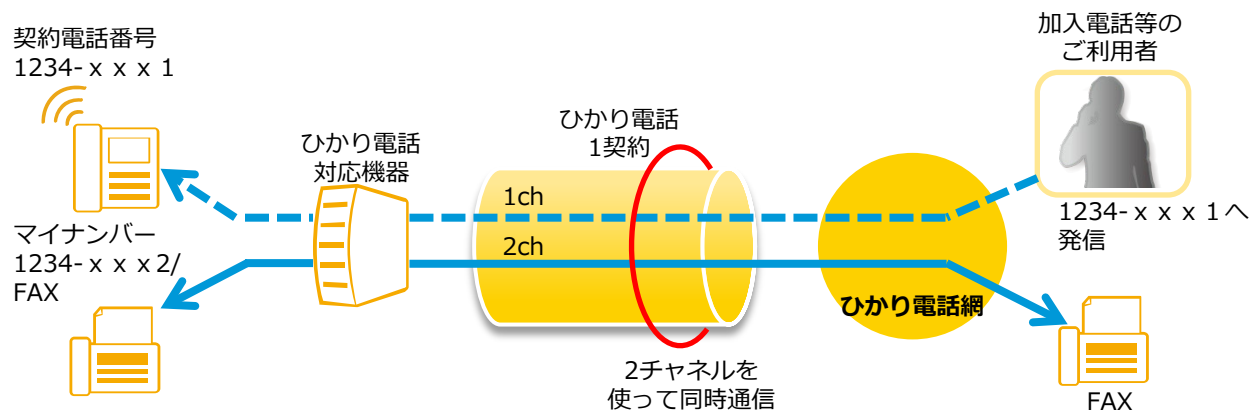 契約電話番号
1234-ｘｘｘ1
マイナンバー
1234-ｘｘｘ2/
FAX
ひかり電話
対応機器
ひかり電話
1契約
1ch
2ch
2チャネルを
使って同時通信
ひかり電話網
加入電話等の
ご利用者
1234-ｘｘｘ1へ
発信
FAX